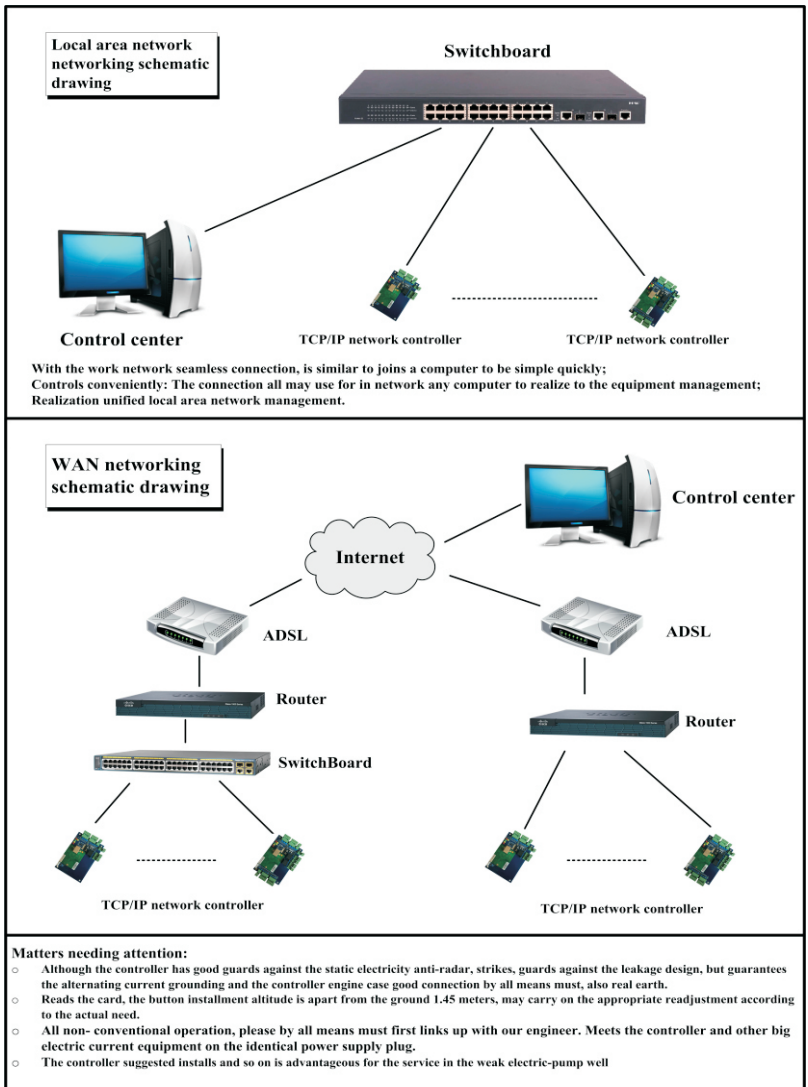 Local area network
networking schematic
drawing
Switchboard
Control center
TCP/IP network controller
TCP/IP network controller
With the work network seamless connection, is similar to joins a computer to be simple quickly;
Controls conveniently: The connection all may use for in network any computer to realize to the equipment management;
Realization unified local area network management.
WAN networking
schematic drawing
Control center
Internet
ADSL
ADSL
Router
Router
SwitchBoard
TCP/IP network controller
TCP/IP network controller
Matters needing attention:
○ Although the controller has good guards against the static electricity anti-radar, strikes, guards against the leakage design, but guarantees
the alternating current grounding and the controller engine case good connection by all means must, also real earth.
○ Reads the card, the button installment altitude is apart from the ground 1.45 meters, may carry on the appropriate readjustment according
to the actual need.
○ All non- conventional operation, please by all means must first links up with our engineer. Meets the controller and other big
electric current equipment on the identical power supply plug.
○ The controller suggested installs and so on is advantageous for the service in the weak electric-pump well